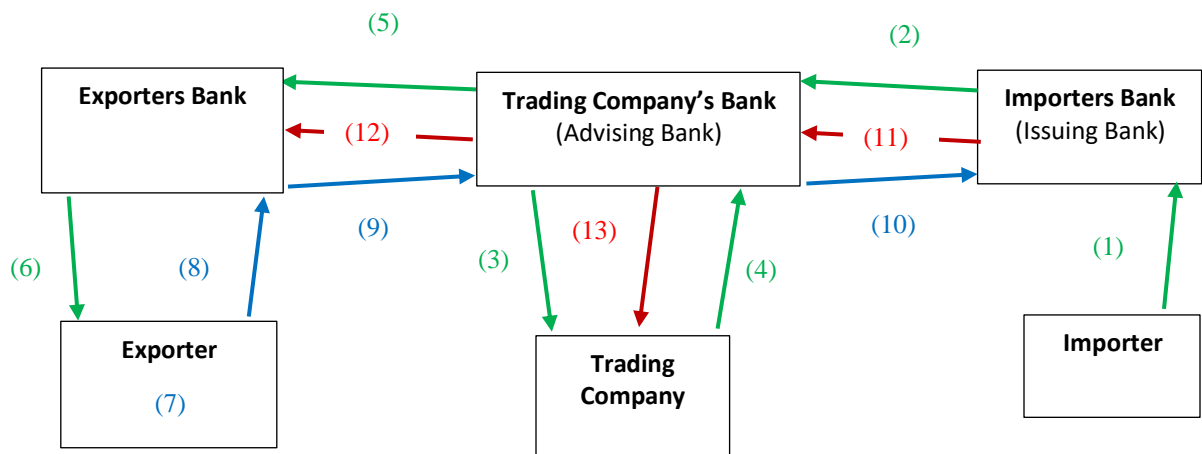 (5)
(2)
Exporters Bank
Trading Company’s Bank
(Advising Bank)
Importers Bank
(Issuing Bank)
(12)
(11)
(9)
(13)
(10)
(6)
(8)
(3)
(4)
(1)
Exporter
(7)
Trading
Company
Importer